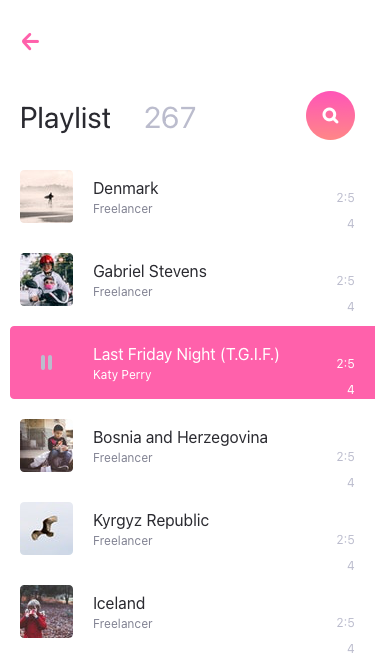 Playlist 267
Denmark
Freelancer
2:5
4
Gabriel Stevens
Freelancer
2:5
4
Last Friday Night (T.G.I.F.)
Katy Perry
2:5
4
Bosnia and Herzegovina
Freelancer
2:5
4
Kyrgyz Republic
Freelancer
2:5
4
Iceland
Freelancer
2:5
4